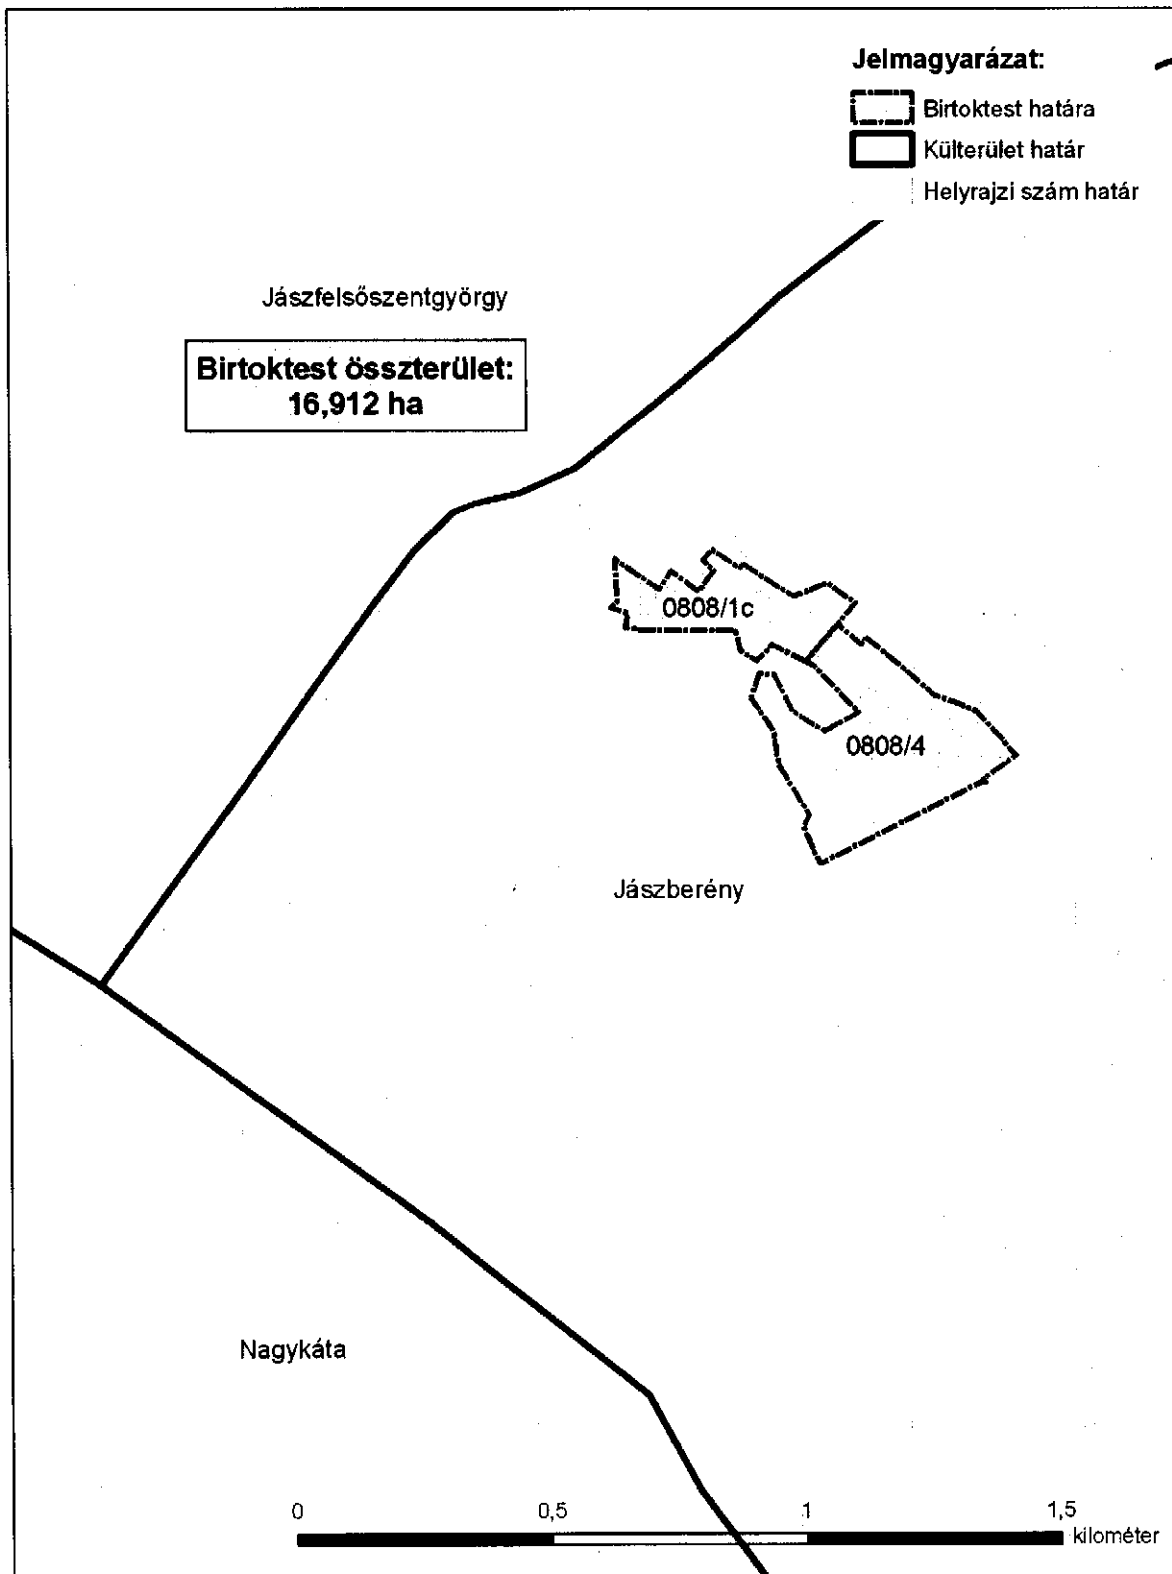 Jelmagyarázat:
Birtoktest határa
Külterület határ
Helyrajzi szám határ
Jászfelsőszentgyörgy
Birtoktest összterület:
16,912 ha
0808/1c
0808/4
Jászberény
Nagykáta
0 0,5 1 1,5
kilométer